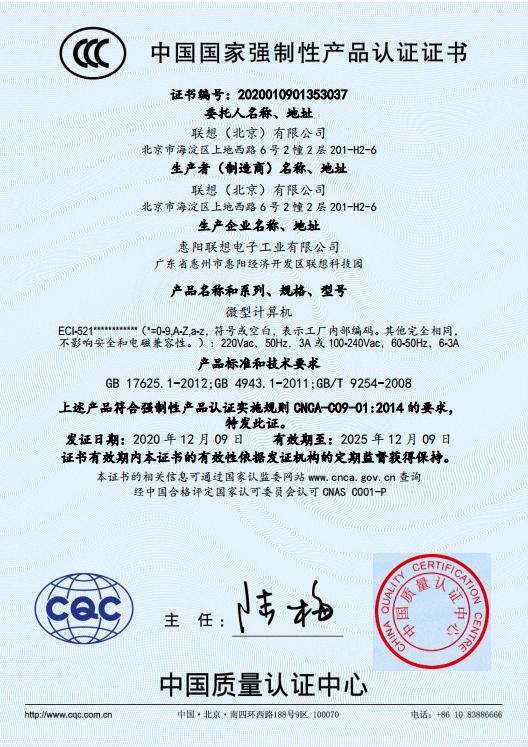 CCC
中国国家强制性产品认证证书
证书编号：2020010901353037
委托人名称、地址
联想（北京）有限公司
北京市海淀区上地西路 6 号 2 幢 2 层 201-H2-6
生产者（制造商）名称、地址
联想（北京）有限公司
北京市海淀区上地西路 6 号 2 幢 2 层 201-H2-6
生产企业名称、地址
惠阳联想电子工业有限公司
广东省惠州市惠阳经济开发区联想科技园
产品名称和系列、规格、型号
微型计算机
ECI-521************（*=0-9,A-Z,a-z，符号或空白，表示工厂内部编码。其他完全相同，
不影响安全和电磁兼容性。）: 220Vac, 50Hz, 3A 或 100-240Vac, 60-50Hz, 6-3A
产品标准和技术要求
GB 17625.1-2012;GB 4943.1-2011;GB/T 9254-2008
上述产品符合强制性产品认证实施规则 CNCA-C09-01:2014 的要求，
特发此证。
发证日期：2020 年 12 月 09 日 有效期至：2025 年 12 月 09 日
证书有效期内本证书的有效性依据发证机构的定期监督获得保持。
本证书的相关信息可通过国家认监委网站 www.cnca.gov.cn 查询
经中国合格评定国家认可委员会认可 CNAS C001-P
CQC
主 任：陆梅
CHINA QUALITY CERTIFICATION CENTRE
中国质量认证中心
中国质量认证中心
http://www.cqc.com.cn 中国・北京・南四环西路188号9区 100070 电话：+86 10 83886666